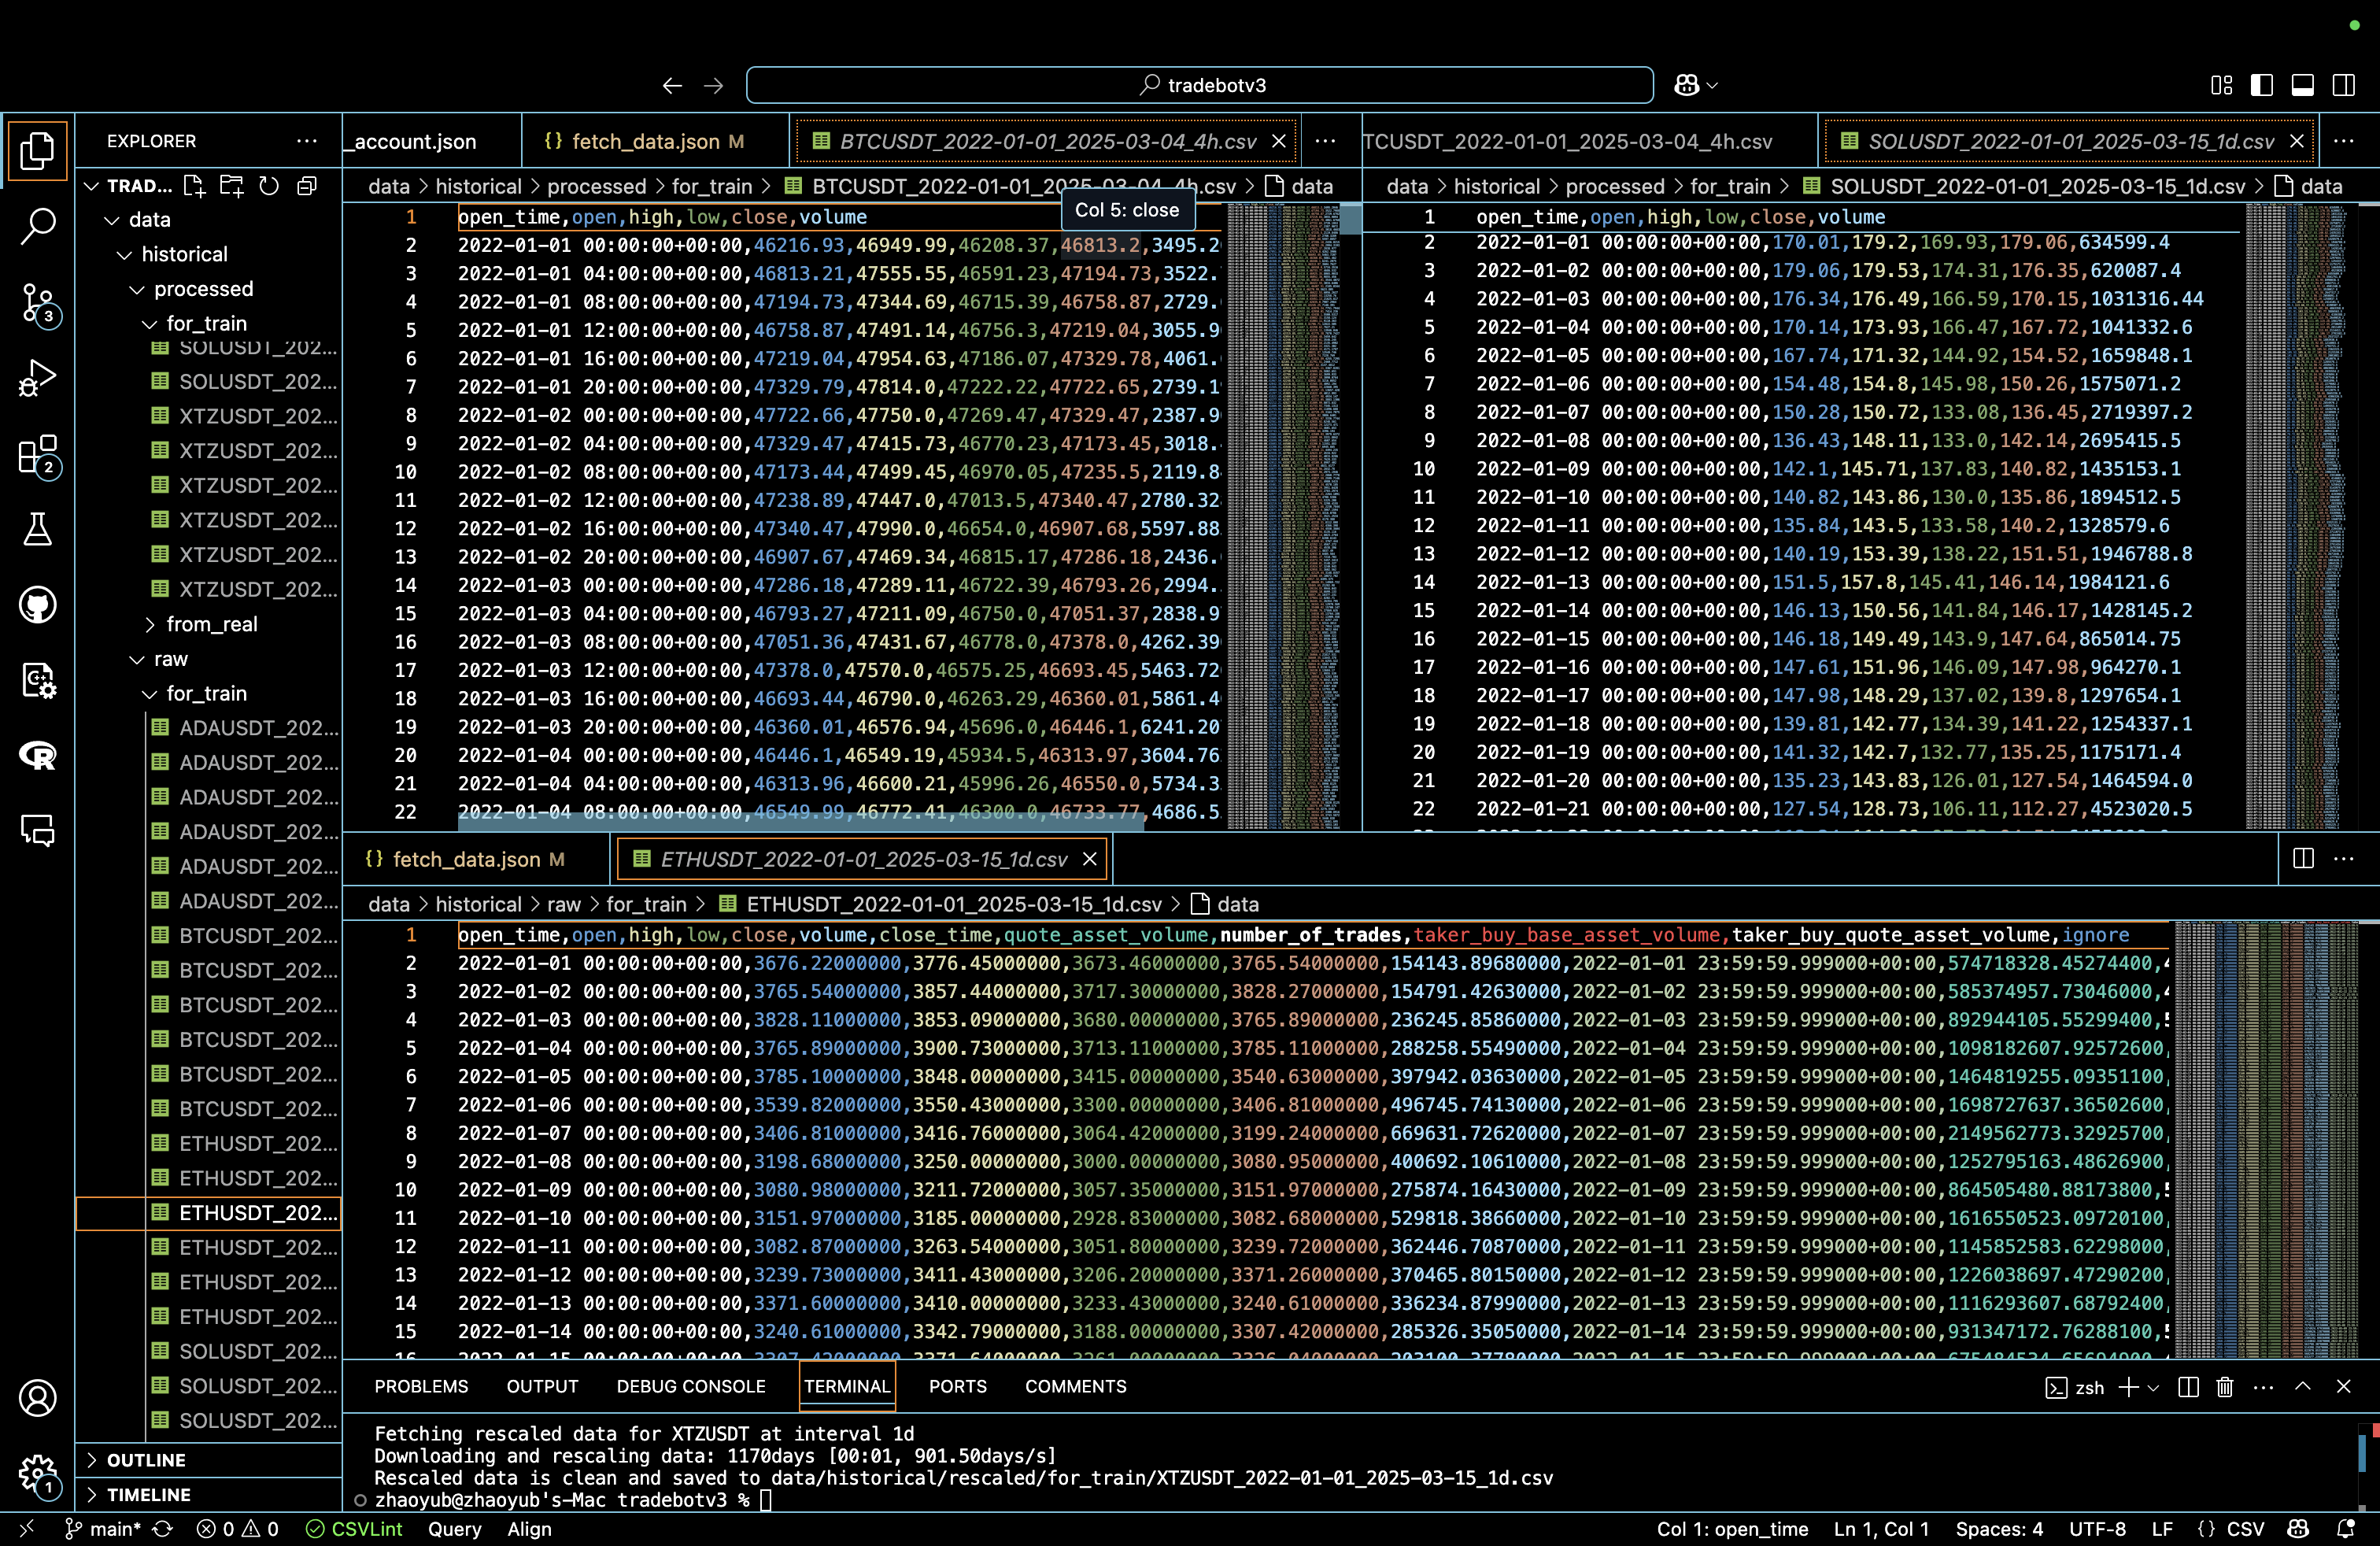 tradebotv3
EXPLORER
TRAD...
data
historical
processed
for_train
SOLUSDT_202...
SOLUSDT_202...
XTZUSDT_202...
XTZUSDT_202...
XTZUSDT_202...
XTZUSDT_202...
XTZUSDT_202...
XTZUSDT_202...
from_real
raw
for_train
ADAUSDT_202...
ADAUSDT_202...
ADAUSDT_202...
ADAUSDT_202...
ADAUSDT_202...
ADAUSDT_202...
BTCUSDT_202...
BTCUSDT_202...
BTCUSDT_202...
BTCUSDT_202...
BTCUSDT_202...
BTCUSDT_202...
ETHUSDT_202...
ETHUSDT_202...
ETHUSDT_202...
ETHUSDT_202...
ETHUSDT_202...
ETHUSDT_202...
SOLUSDT_202...
SOLUSDT_202...
SOLUSDT_202...
OUTLINE
TIMELINE
3
2
1
_account.json
{} fetch_data.json M
BTCUSDT_2022-01-01_2025-03-04_4h.csv
data > historical > processed > for_train > BTCUSDT_2022-01-01_2025-03-04_4h.csv > data
Col 5: close
1 open_time,open,high,low,close,volume
2 2022-01-01 00:00:00+00:00,46216.93,46949.99,46208.37,46813.2,3495.2
3 2022-01-01 04:00:00+00:00,46813.21,47555.55,46591.23,47194.73,3522.
4 2022-01-01 08:00:00+00:00,47194.73,47344.69,46715.39,46758.87,2729.
5 2022-01-01 12:00:00+00:00,46758.87,47491.14,46756.3,47219.04,3055.9
6 2022-01-01 16:00:00+00:00,47219.04,47954.63,47186.07,47329.78,4061.
7 2022-01-01 20:00:00+00:00,47329.79,47814.0,47222.22,47722.65,2739.1
8 2022-01-02 00:00:00+00:00,47722.66,47750.0,47269.47,47329.47,2387.9
9 2022-01-02 04:00:00+00:00,47329.47,47415.73,46770.23,47173.45,3018.
10 2022-01-02 08:00:00+00:00,47173.44,47499.45,46970.05,47235.5,2119.8
11 2022-01-02 12:00:00+00:00,47238.89,47447.0,47013.5,47340.47,2780.32
12 2022-01-02 16:00:00+00:00,47340.47,47990.0,46654.0,46907.68,5597.88
13 2022-01-02 20:00:00+00:00,46907.67,47469.34,46815.17,47286.18,2436.
14 2022-01-03 00:00:00+00:00,47286.18,47289.11,46722.39,46793.26,2994.
15 2022-01-03 04:00:00+00:00,46793.27,47211.09,46750.0,47051.37,2838.9
16 2022-01-03 08:00:00+00:00,47051.36,47431.67,46778.0,47378.0,4262.39
17 2022-01-03 12:00:00+00:00,47378.0,47570.0,46575.25,46693.45,5463.72
18 2022-01-03 16:00:00+00:00,46693.44,46790.0,46263.29,46360.01,5861.4
19 2022-01-03 20:00:00+00:00,46360.01,46576.94,45696.0,46446.1,6241.20
20 2022-01-04 00:00:00+00:00,46446.1,46549.19,45934.5,46313.97,3604.76
21 2022-01-04 04:00:00+00:00,46313.96,46600.21,45996.26,46550.0,5734.3
22 2022-01-04 08:00:00+00:00,46549.99,46772.41,46300.0,46733.77,4686.5
TCUSDT_2022-01-01_2025-03-04_4h.csv
SOLUSDT_2022-01-01_2025-03-15_1d.csv
data > historical > processed > for_train > SOLUSDT_2022-01-01_2025-03-15_1d.csv > data
1 open_time,open,high,low,close,volume
2 2022-01-01 00:00:00+00:00,170.01,179.2,169.93,179.06,634599.4
3 2022-01-02 00:00:00+00:00,179.06,179.53,174.31,176.35,620087.4
4 2022-01-03 00:00:00+00:00,176.34,176.49,166.59,170.15,1031316.44
5 2022-01-04 00:00:00+00:00,170.14,173.93,166.47,167.72,1041332.6
6 2022-01-05 00:00:00+00:00,167.74,171.32,144.92,154.52,1659848.1
7 2022-01-06 00:00:00+00:00,154.48,154.8,145.98,150.26,1575071.2
8 2022-01-07 00:00:00+00:00,150.28,150.72,133.08,136.45,2719397.2
9 2022-01-08 00:00:00+00:00,136.43,148.11,133.0,142.14,2695415.5
10 2022-01-09 00:00:00+00:00,142.1,145.71,137.83,140.82,1435153.1
11 2022-01-10 00:00:00+00:00,140.82,143.86,130.0,135.86,1894512.5
12 2022-01-11 00:00:00+00:00,135.84,143.5,133.58,140.2,1328579.6
13 2022-01-12 00:00:00+00:00,140.19,153.39,138.22,151.51,1946788.8
14 2022-01-13 00:00:00+00:00,151.5,157.8,145.41,146.14,1984121.6
15 2022-01-14 00:00:00+00:00,146.13,150.56,141.84,146.17,1428145.2
16 2022-01-15 00:00:00+00:00,146.18,149.49,143.9,147.64,865014.75
17 2022-01-16 00:00:00+00:00,147.61,151.96,146.09,147.98,964270.1
18 2022-01-17 00:00:00+00:00,147.98,148.29,137.02,139.8,1297654.1
19 2022-01-18 00:00:00+00:00,139.81,142.77,134.39,141.22,1254337.1
20 2022-01-19 00:00:00+00:00,141.32,142.7,132.77,135.25,1175171.4
21 2022-01-20 00:00:00+00:00,135.23,143.83,126.01,127.54,1464594.0
22 2022-01-21 00:00:00+00:00,127.54,128.73,106.11,112.27,4523020.5
{} fetch_data.json M
ETHUSDT_2022-01-01_2025-03-15_1d.csv
data > historical > raw > for_train > ETHUSDT_2022-01-01_2025-03-15_1d.csv > data
1 open_time,open,high,low,close,volume,close_time,quote_asset_volume,number_of_trades,taker_buy_base_asset_volume,taker_buy_quote_asset_volume,ignore
2 2022-01-01 00:00:00+00:00,3676.22000000,3776.45000000,3673.46000000,3765.54000000,154143.89680000,2022-01-01 23:59:59.999000+00:00,574718328.45274400,
3 2022-01-02 00:00:00+00:00,3765.54000000,3857.44000000,3717.30000000,3828.27000000,154791.42630000,2022-01-02 23:59:59.999000+00:00,585374957.73046000,
4 2022-01-03 00:00:00+00:00,3828.11000000,3853.09000000,3680.00000000,3765.89000000,236245.85860000,2022-01-03 23:59:59.999000+00:00,892944105.55299400,
5 2022-01-04 00:00:00+00:00,3765.89000000,3900.73000000,3713.11000000,3785.11000000,288258.55490000,2022-01-04 23:59:59.999000+00:00,1098182607.92572600,
6 2022-01-05 00:00:00+00:00,3785.10000000,3848.00000000,3415.00000000,3540.63000000,397942.03630000,2022-01-05 23:59:59.999000+00:00,1464819255.09351100,
7 2022-01-06 00:00:00+00:00,3539.82000000,3550.43000000,3300.00000000,3406.81000000,496745.74130000,2022-01-06 23:59:59.999000+00:00,1698727637.36502600,
8 2022-01-07 00:00:00+00:00,3406.81000000,3416.76000000,3064.42000000,3199.24000000,669631.72620000,2022-01-07 23:59:59.999000+00:00,2149562773.32925700,
9 2022-01-08 00:00:00+00:00,3198.68000000,3250.00000000,3000.00000000,3080.95000000,400692.10610000,2022-01-08 23:59:59.999000+00:00,1252795163.48626900,
10 2022-01-09 00:00:00+00:00,3080.98000000,3211.72000000,3057.35000000,3151.97000000,275874.16430000,2022-01-09 23:59:59.999000+00:00,864505480.88173800,
11 2022-01-10 00:00:00+00:00,3151.97000000,3185.00000000,2928.83000000,3082.68000000,529818.38660000,2022-01-10 23:59:59.999000+00:00,1616550523.09720100,
12 2022-01-11 00:00:00+00:00,3082.87000000,3263.54000000,3051.80000000,3239.72000000,362446.70870000,2022-01-11 23:59:59.999000+00:00,1145852583.62298000,
13 2022-01-12 00:00:00+00:00,3239.73000000,3411.43000000,3206.20000000,3371.26000000,370465.80150000,2022-01-12 23:59:59.999000+00:00,1226038697.47290200,
14 2022-01-13 00:00:00+00:00,3371.60000000,3410.00000000,3233.43000000,3240.61000000,336234.87990000,2022-01-13 23:59:59.999000+00:00,1116293607.68792400,
15 2022-01-14 00:00:00+00:00,3240.61000000,3342.79000000,3188.00000000,3307.42000000,285326.35050000,2022-01-14 23:59:59.999000+00:00,931347172.76288100,
PROBLEMS OUTPUT DEBUG CONSOLE TERMINAL PORTS COMMENTS
zsh
Fetching rescaled data for XTZUSDT at interval 1d
Downloading and rescaling data: 1170days [00:01, 901.50days/s]
Rescaled data is clean and saved to data/historical/rescaled/for_train/XTZUSDT_2022-01-01_2025-03-15_1d.csv
zhaoyub@zhaoyub's-Mac tradebotv3 %
main* 0 0 CSVLint Query Align
Col 1: open_time Ln 1, Col 1 Spaces: 4 UTF-8 LF {} CSV